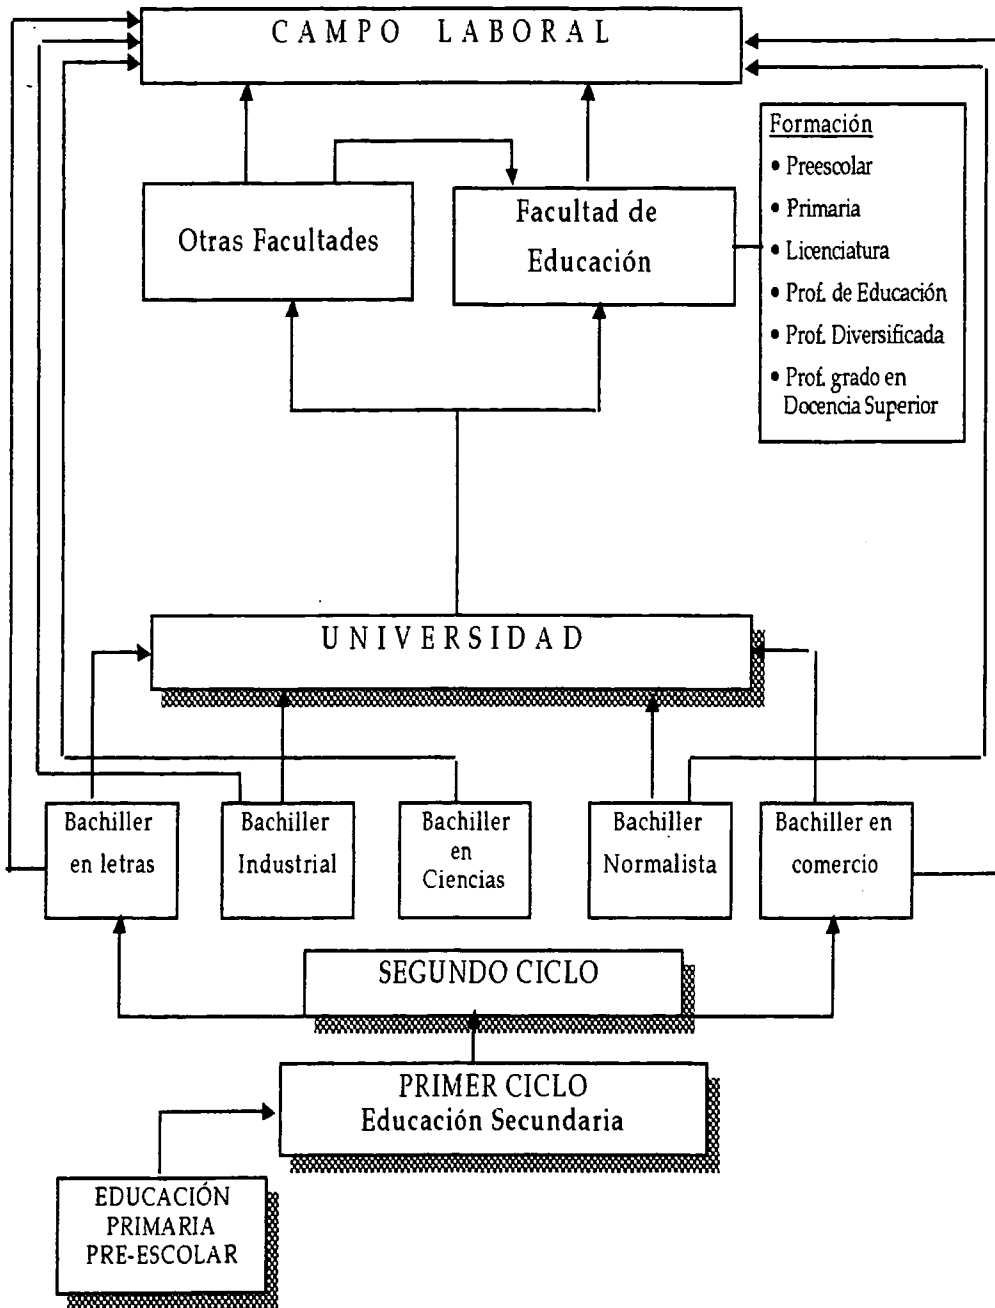 CAMPO LABORAL
Formación
• Preescolar
• Primaria
• Licenciatura
• Prof. de Educación
• Prof. Diversificada
• Prof. grado en
Docencia Superior
Otras Facultades
Facultad de
Educación
UNIVERSIDAD
Bachiller
en letras
Bachiller
Industrial
Bachiller
en
Ciencias
Bachiller
Normalista
Bachiller en
comercio
SEGUNDO CICLO
PRIMER CICLO
Educación Secundaria
EDUCACIÓN
PRIMARIA
PRE-ESCOLAR